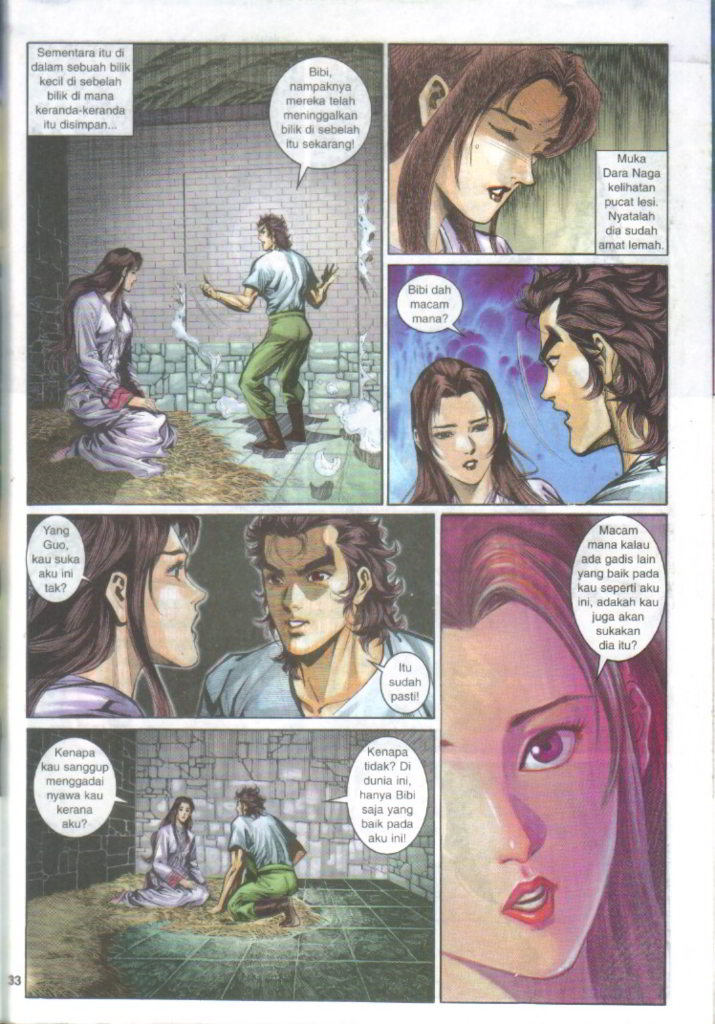 Sementara itu di
dalam sebuah bilik
kecil di sebelah
bilik di mana
keranda-keranda
itu disimpan...
Bibi,
nampaknya
mereka telah
meninggalkan
bilik di sebelah
itu sekarang!
Muka
Dara Naga
kelihatan
pucat lesi.
Nyatalah
dia sudah
amat lemah.
Bibi dah
macam
mana?
Yang
Guo,
kau suka
aku ini
tak?
Itu
sudah
pasti!
Macam
mana kalau
ada gadis lain
yang baik pada
kau seperti aku
ini, adakah kau
juga akan
sukakan
dia itu?
Kenapa
kau sanggup
menggadai
nyawa kau
kerana
aku?
Kenapa
tidak? Di
dunia ini,
hanya Bibi
saja yang
baik pada
aku ini!
33